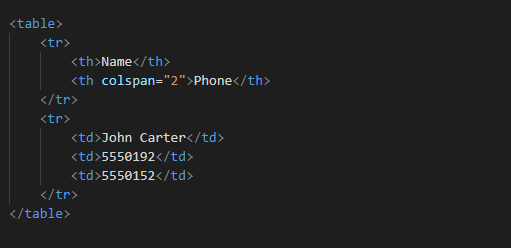 <table>
<tr>
<th>Name</th>
<th colspan="2">Phone</th>
</tr>
<tr>
<td>John Carter</td>
<td>5550192</td>
<td>5550152</td>
</tr>
</table>